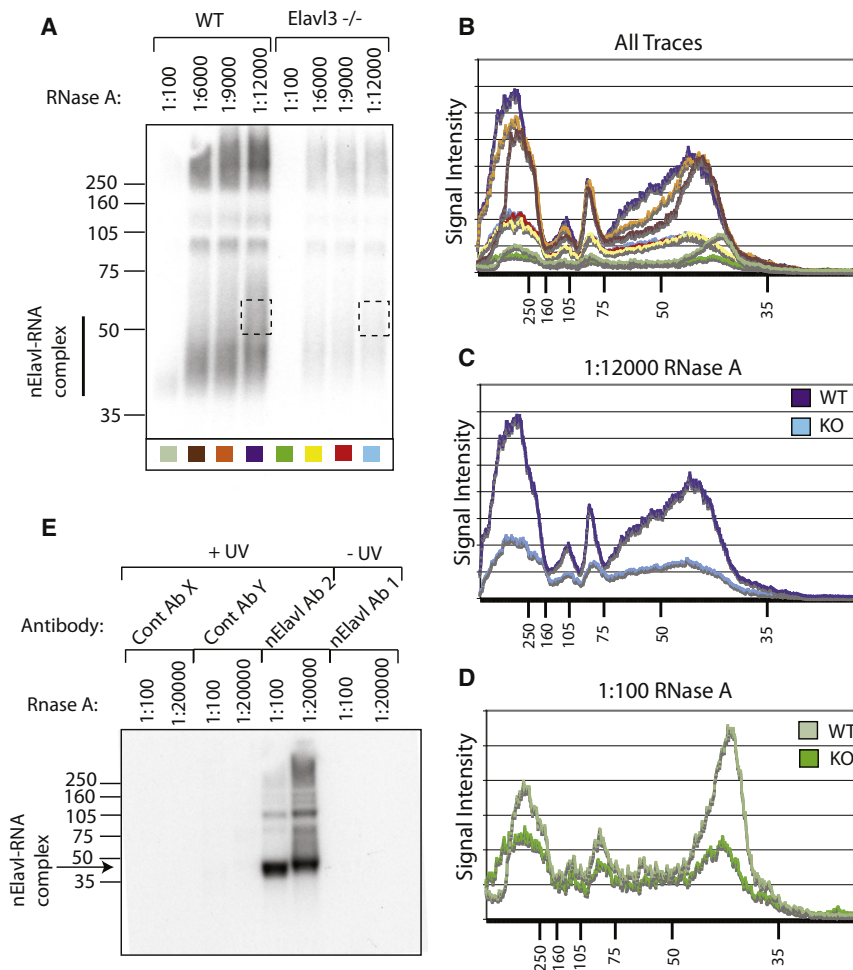 A
WT
Elavl3 -/-
RNase A:
1:100
1:6000
1:9000
1:12000
1:100
1:6000
1:9000
1:12000
250
160
105
75
50
35
nElavl-RNA
complex
B
All Traces
Signal Intensity
250
160
105
75
50
35
C
1:12000 RNase A
WT
KO
Signal Intensity
250
160
105
75
50
35
D
1:100 RNase A
WT
KO
Signal Intensity
250
160
105
75
50
35
E
+ UV
- UV
Antibody:
Cont Ab X
Cont Ab Y
nElavl Ab 2
nElavl Ab 1
Rnase A:
1:100
1:20000
1:100
1:20000
1:100
1:20000
1:100
1:20000
250
160
105
75
50
35
nElavl-RNA
complex